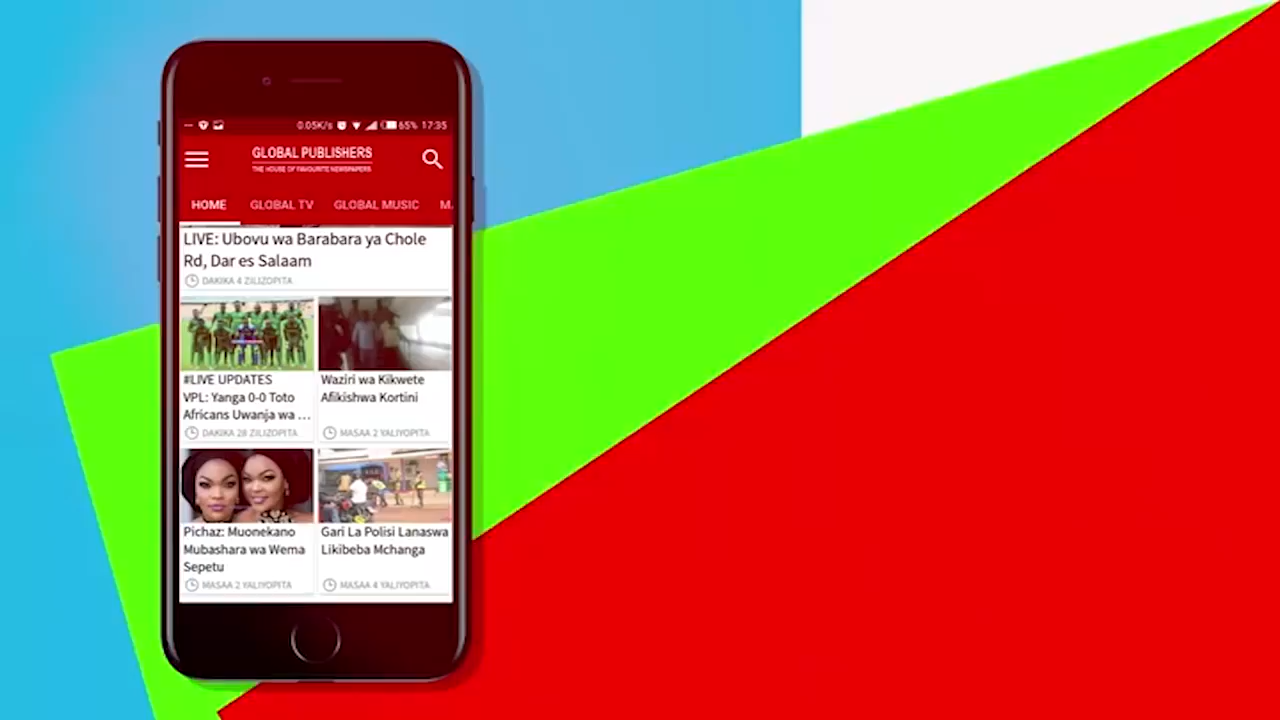 0.05K/s 65% 17:35
GLOBAL PUBLISHERS
THE HOUSE OF FAVOURITE NEWSPAPERS
HOME GLOBAL TV GLOBAL MUSIC M
LIVE: Ubovu wa Barabara ya Chole
Rd, Dar es Salaam
DAKIKA 4 ZILIZOPITA
#LIVE UPDATES
VPL: Yanga 0-0 Toto
Africans Uwanja wa ...
DAKIKA 28 ZILIZOPITA
Waziri wa Kikwete
Afikishwa Kortini
MASAA 2 YALIYOPITA
Pichaz: Muonekano
Mubashara wa Wema
Sepetu
MASAA 2 YALIYOPITA
Gari La Polisi Lanaswa
Likibeba Mchanga
MASAA 4 YALIYOPITA